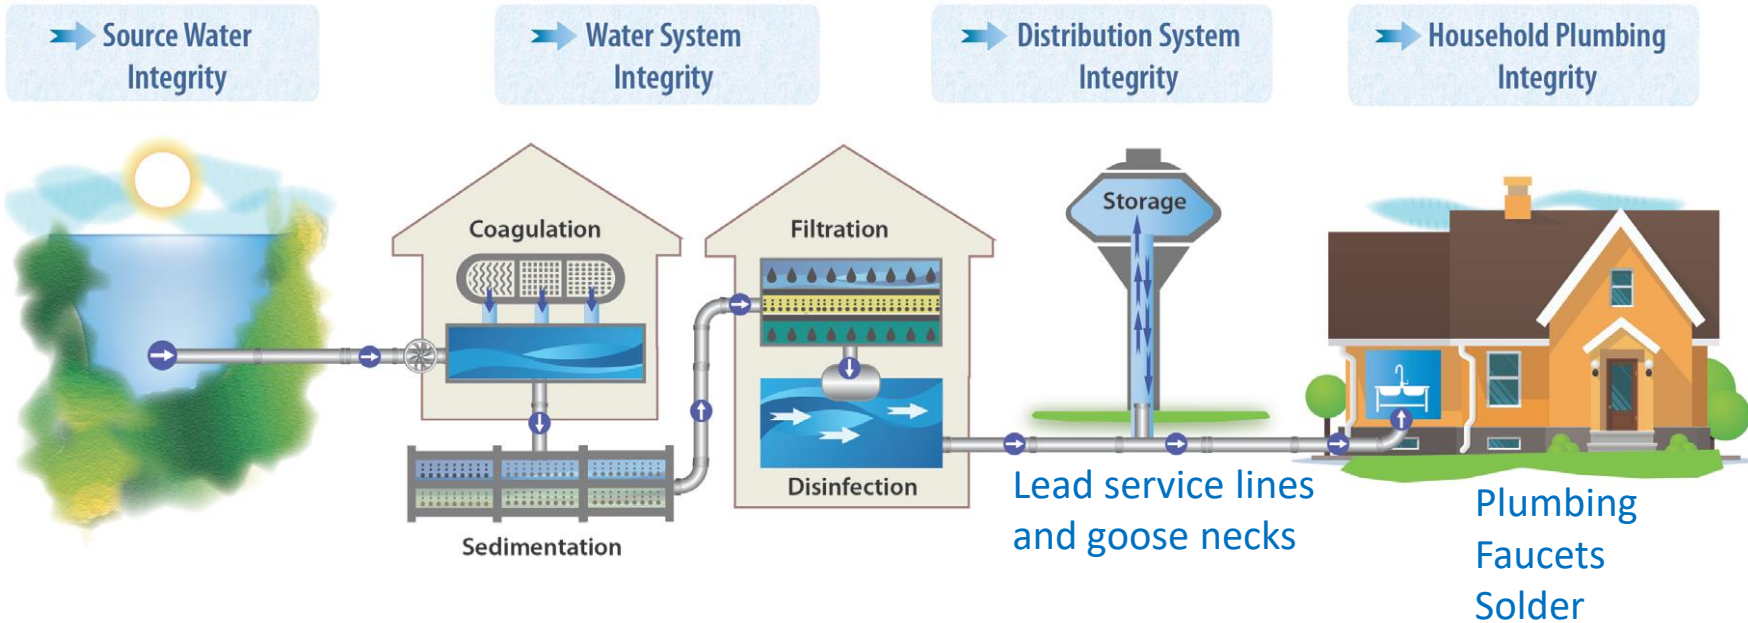 Source Water
Integrity
Water System
Integrity
Distribution System
Integrity
Household Plumbing
Integrity
Coagulation
Filtration
Storage
Disinfection
Sedimentation
Lead service lines
and goose necks
Plumbing
Faucets
Solder